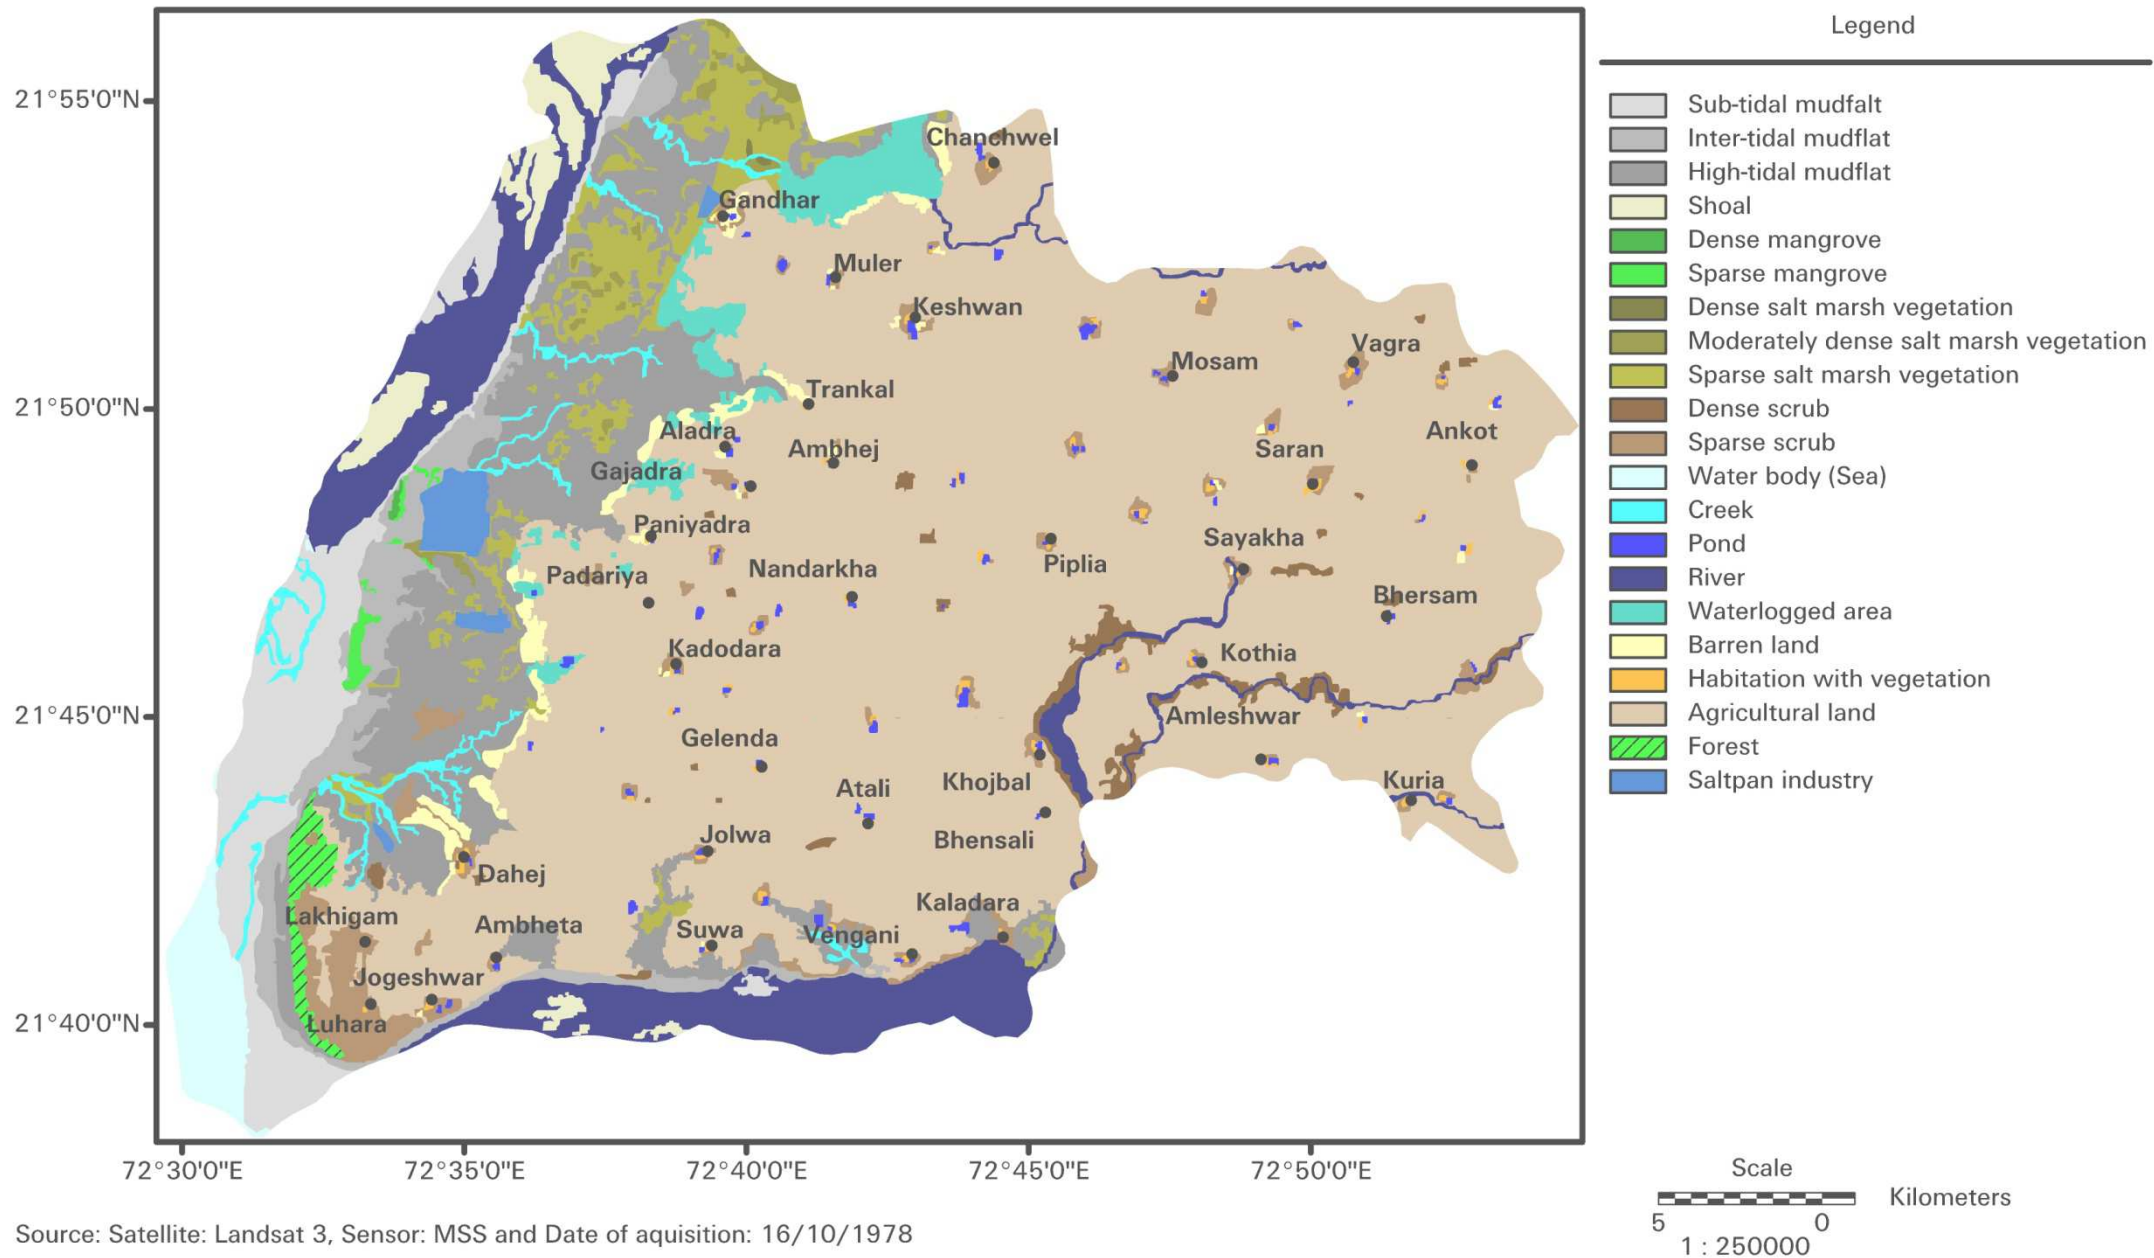 Legend
Sub-tidal mudfalt
Inter-tidal mudflat
High-tidal mudflat
Shoal
Dense mangrove
Sparse mangrove
Dense salt marsh vegetation
Moderately dense salt marsh vegetation
Sparse salt marsh vegetation
Dense scrub
Sparse scrub
Water body (Sea)
Creek
Pond
River
Waterlogged area
Barren land
Habitation with vegetation
Agricultural land
Forest
Saltpan industry
21°55'0"N
21°50'0"N
21°45'0"N
21°40'0"N
Chanchwel
Gandhar
Muler
Keshwan
Vagra
Mosam
Trankal
Aladra
Ambhej
Saran
Ankot
Gajadra
Paniyadra
Sayakha
Padariya
Nandarkha
Piplia
Bhersam
Kadodara
Kothia
Amleshwar
Gelenda
Khojbal
Kuria
Atali
Jolwa
Bhensali
Dahej
Lakhigam
Ambheta
Suwa
Vengani
Kaladara
Jogeshwar
Luhara
72°30'0"E
72°35'0"E
72°40'0"E
72°45'0"E
72°50'0"E
Scale
Kilometers
5 0
1 : 250000
Source: Satellite: Landsat 3, Sensor: MSS and Date of aquisition: 16/10/1978